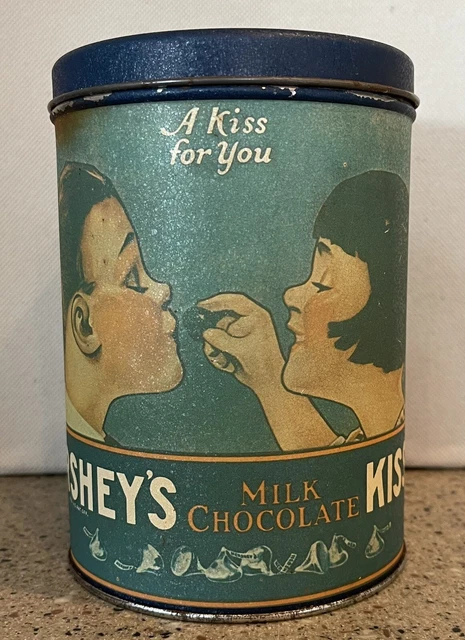 A Kiss
for You
SHEY'S
MILK
CHOCOLATE
KIS